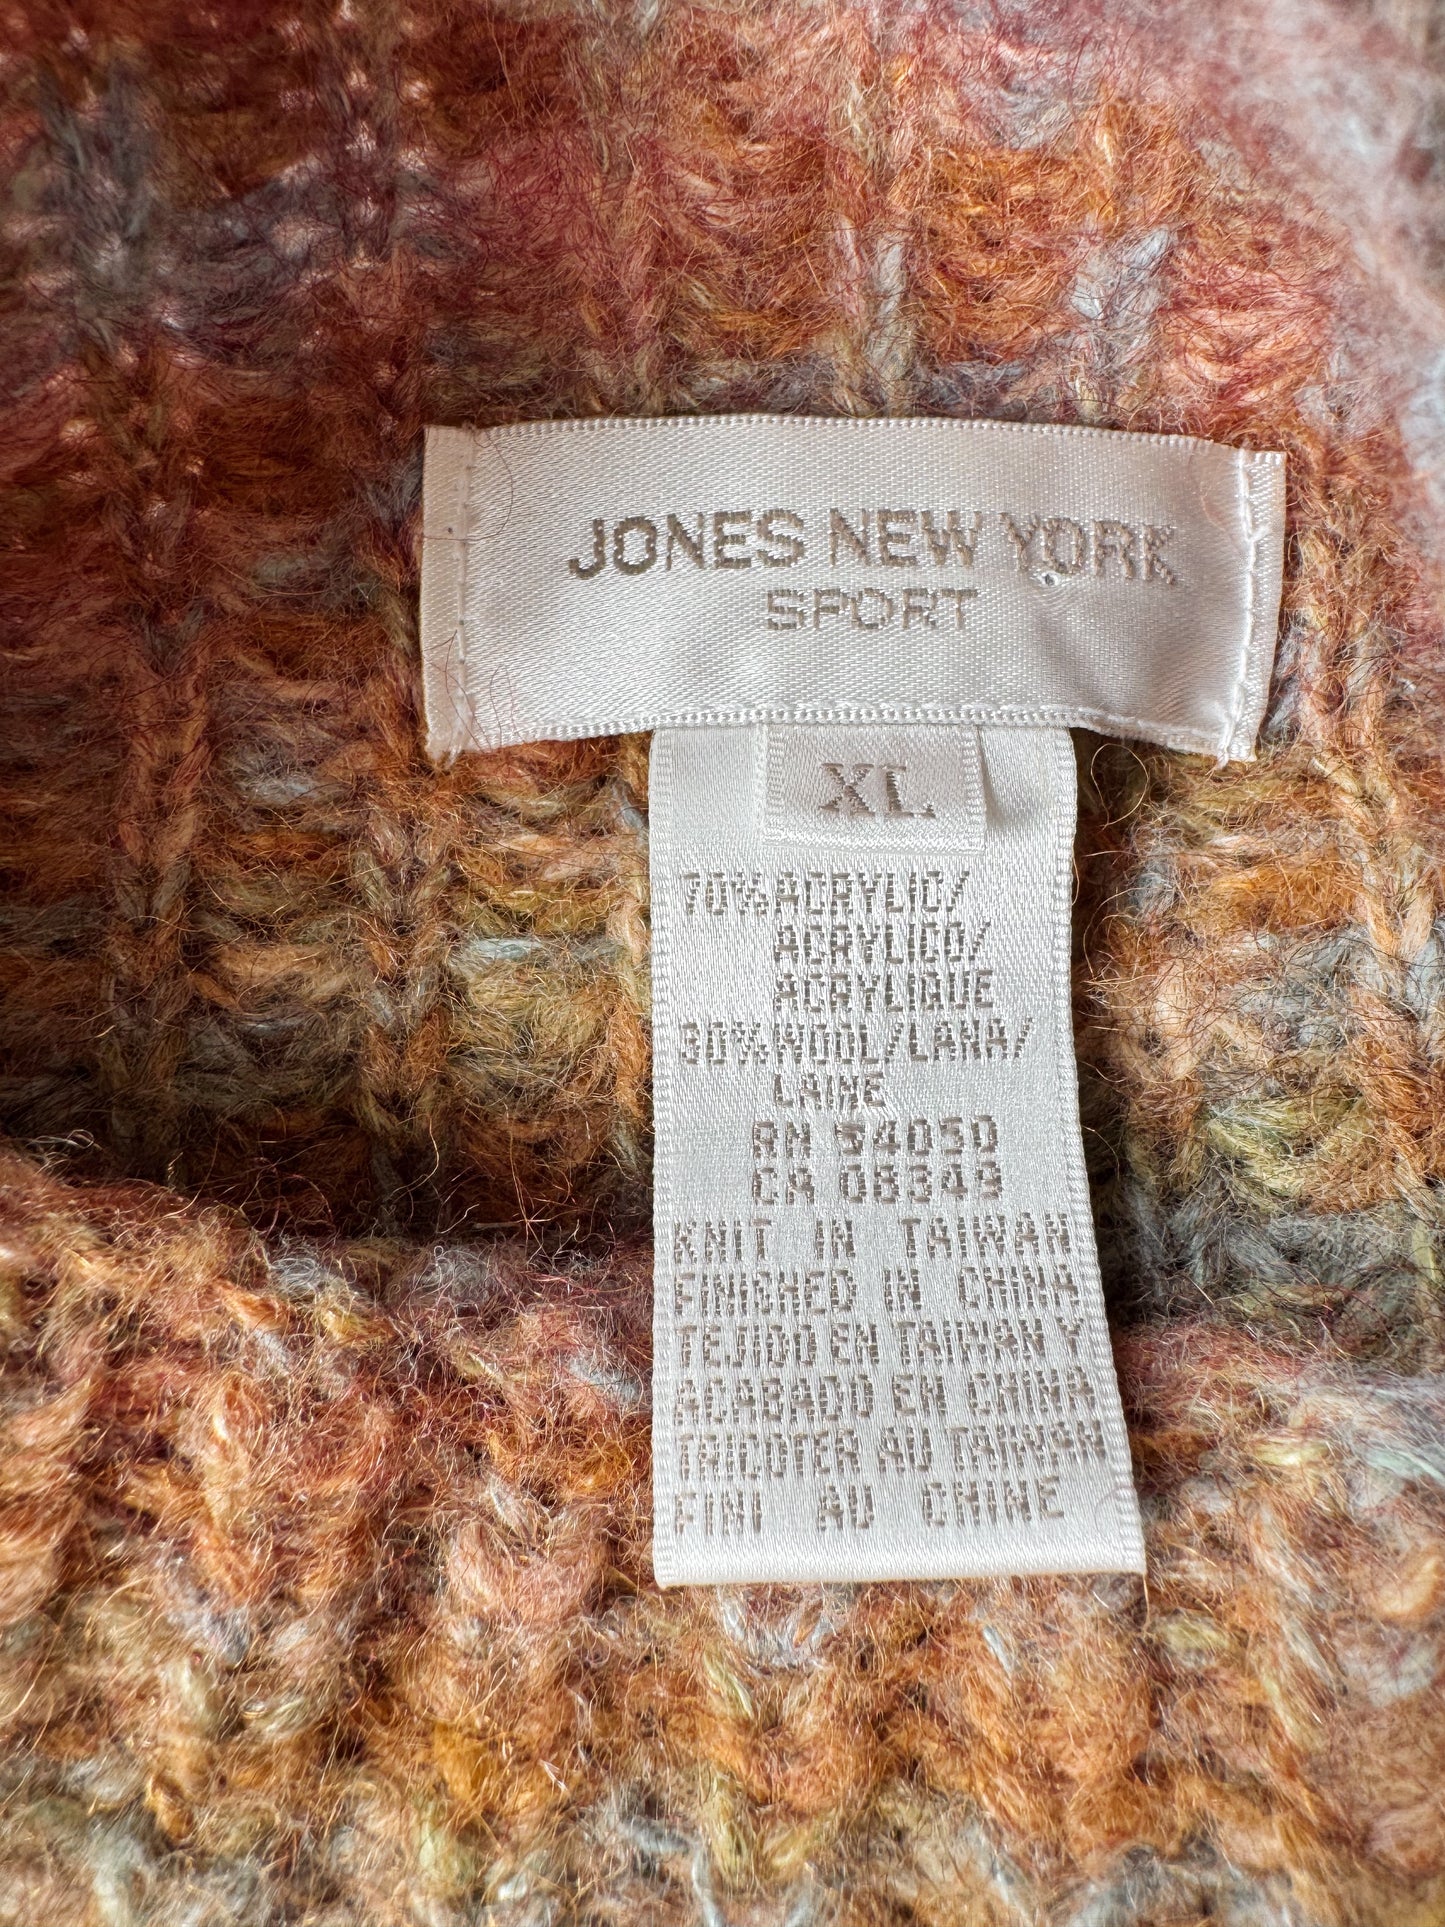 JONES NEW YORK
SPORT
XL
70% ACRYLIC/
ACRYLICO/
ACRYLIQUE
30% WOOL/LANA/
LAINE
RN 54030
CA 08349
KNIT IN TAIWAN
FINISHED IN CHINA
TEJIDO EN TAIWAN Y
ACABADO EN CHINA
TRICOTER AU TAIWAN
FINI AU CHINE